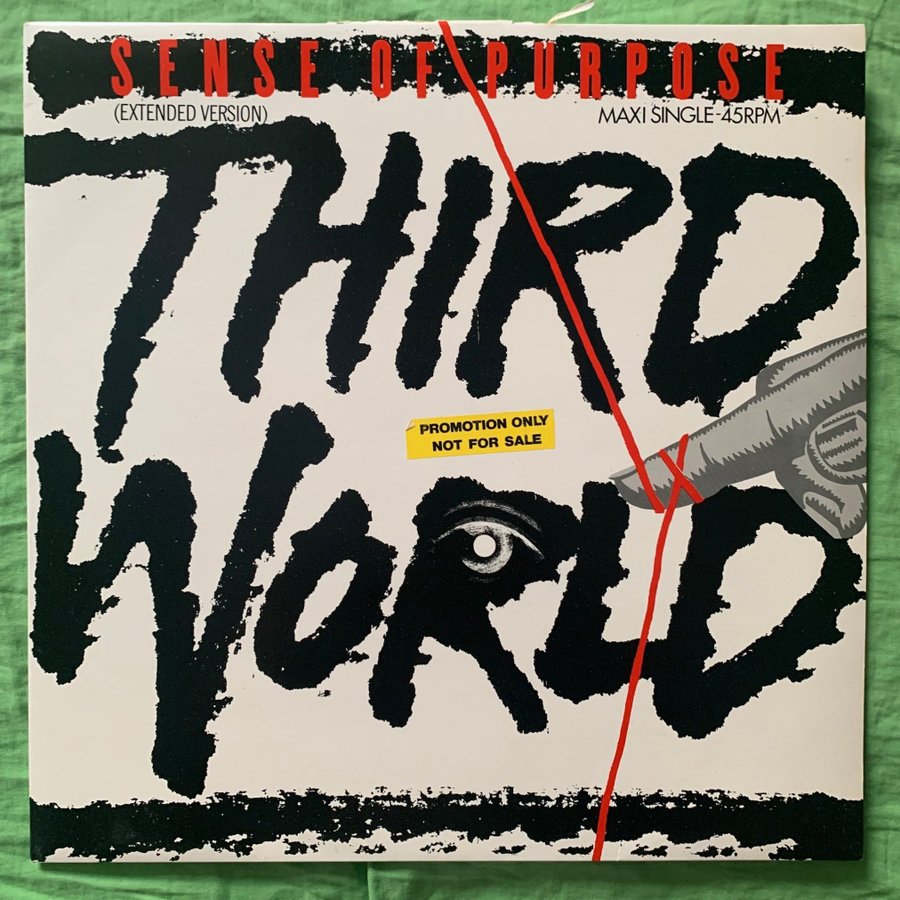 SENSE OF PURPOSE
(EXTENDED VERSION) MAXI SINGLE-45RPM
THIRD
PROMOTION ONLY
NOT FOR SALE
WORLD